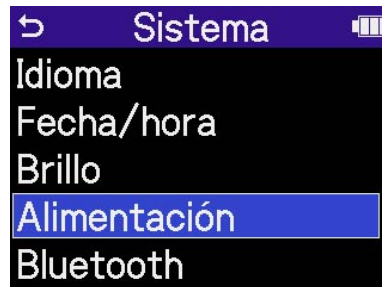 Sistema
Idioma
Fecha/hora
Brillo
Alimentación
Bluetooth